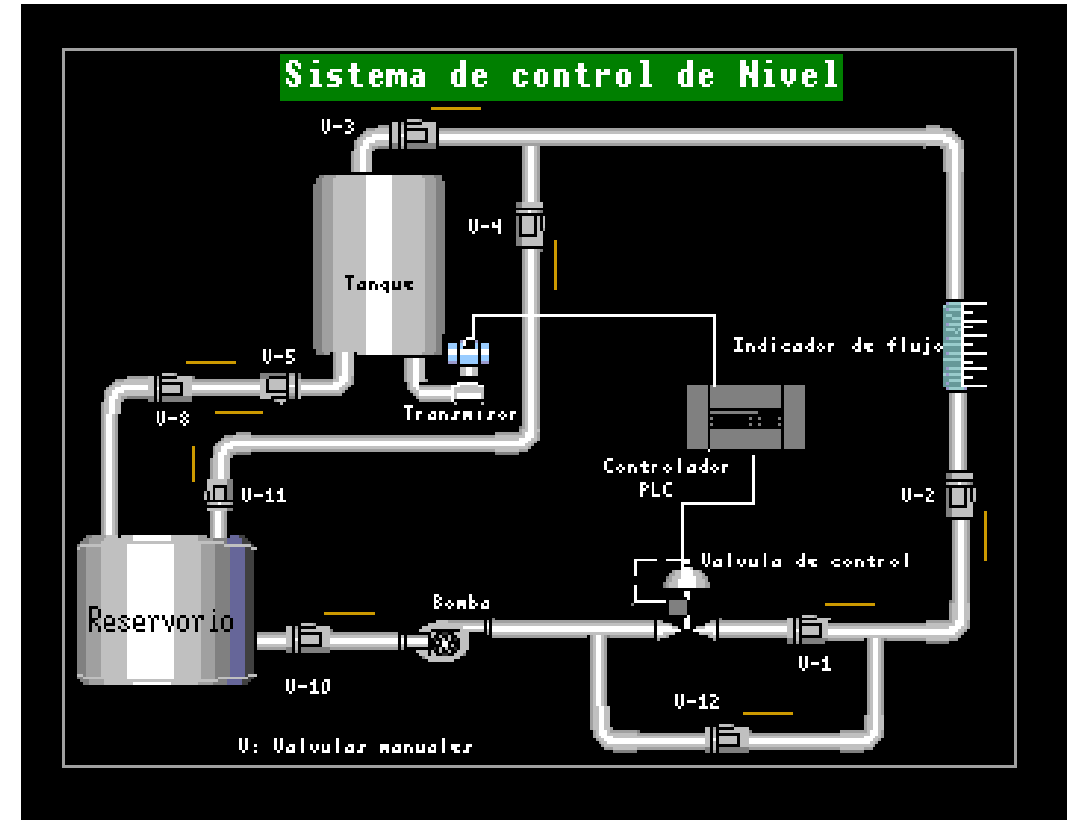 Sistema de control de Nivel
V-3
V-4
Tanque
Indicador de flujo
V-5
V-8
Transmisor
Controlador
PLC
V-11
V-2
Valvula de control
Bomba
Reservorio
V-1
V-10
V-12
V: Valvulas manuales